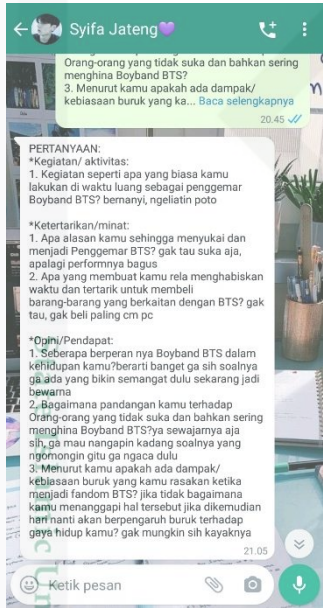 Syifa Jateng💜
Orang-orang yang tidak suka dan bahkan sering
menghina Boyband BTS?
3. Menurut kamu apakah ada dampak/
kebiasaan buruk yang ka... Baca selengkapnya
20.45
PERTANYAAN:
*Kegiatan/ aktivitas:
1. Kegiatan seperti apa yang biasa kamu
lakukan di waktu luang sebagai penggemar
Boyband BTS? bernanyi, ngeliatin poto
*Ketertarikan/minat:
1. Apa alasan kamu sehingga menyukai dan
menjadi Penggemar BTS? gak tau suka aja,
apalagi performnya bagus
2. Apa yang membuat kamu rela menghabiskan
waktu dan tertarik untuk membeli
barang-barang yang berkaitan dengan BTS? gak
tau, gak beli paling cm pc
*Opini/Pendapat:
1. Seberapa berperan nya Boyband BTS dalam
kehidupan kamu?berarti banget ga sih soalnya
ga ada yang bikin semangat dulu sekarang jadi
bewarna
2. Bagaimana pandangan kamu terhadap
Orang-orang yang tidak suka dan bahkan sering
menghina Boyband BTS?ya sewajarnya aja
sih, ga mau nangapin kadang soalnya yang
ngomongin gitu ga ngaca dulu
3. Menurut kamu apakah ada dampak/
kebiasaan buruk yang kamu rasakan ketika
menjadi fandom BTS? jika tidak bagaimana
kamu menanggapi hal tersebut jika dikemudian
hari nanti akan berpengaruh buruk terhadap
gaya hidup kamu? gak mungkin sih kayaknya
21.05
Ketik pesan